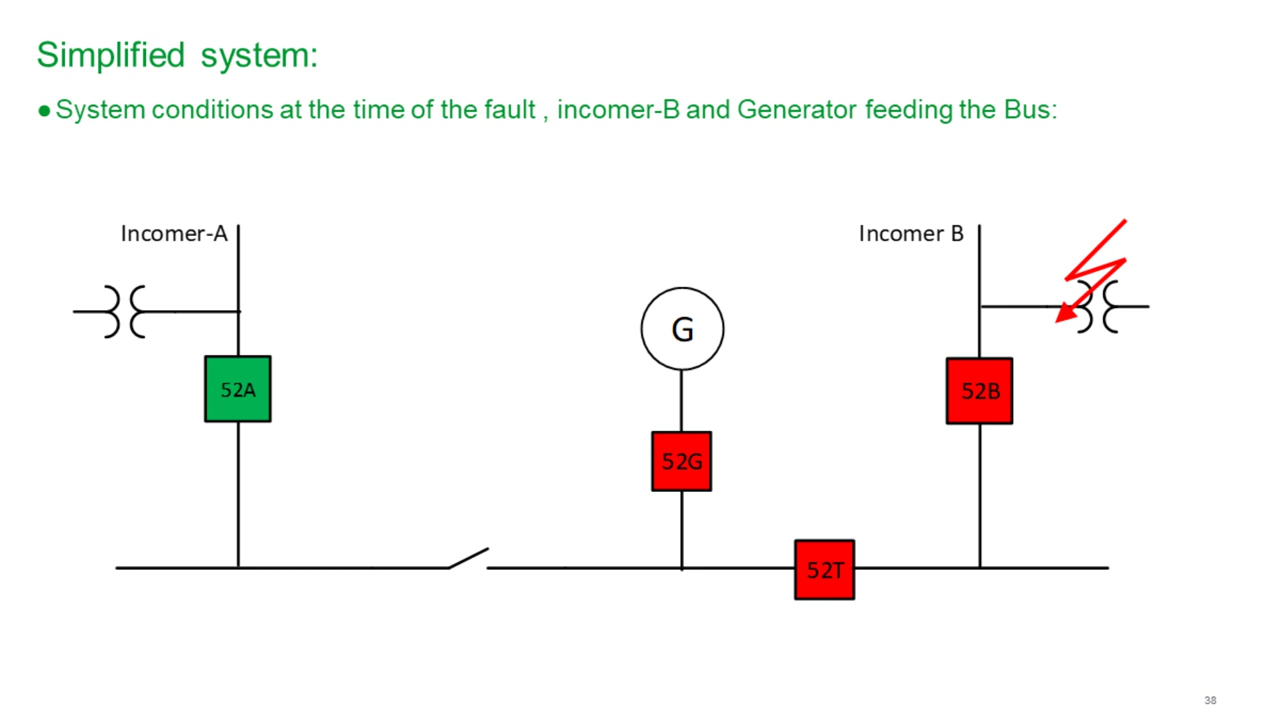 Simplified system:
● System conditions at the time of the fault , incomer-B and Generator feeding the Bus:
Incomer-A
Incomer B
G
52A
52B
52G
52T
38